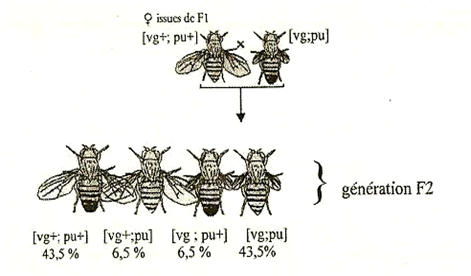 ♀ issues de F1
[vg+; pu+] × [vg;pu]
génération F2
[vg+; pu+] [vg+;pu] [vg ; pu+] [vg;pu]
43,5 % 6,5 % 6,5 % 43,5%